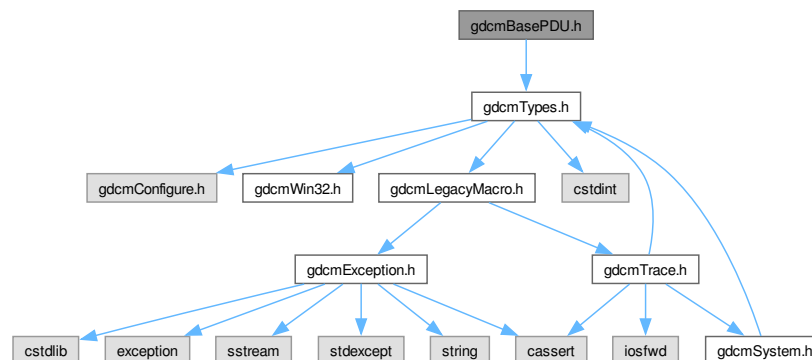 gdcmBasePDU.h
gdcmTypes.h
gdcmConfigure.h
gdcmWin32.h
gdcmLegacyMacro.h
cstdint
gdcmException.h
gdcmTrace.h
cstdlib
exception
sstream
stdexcept
string
cassert
iosfwd
gdcmSystem.h